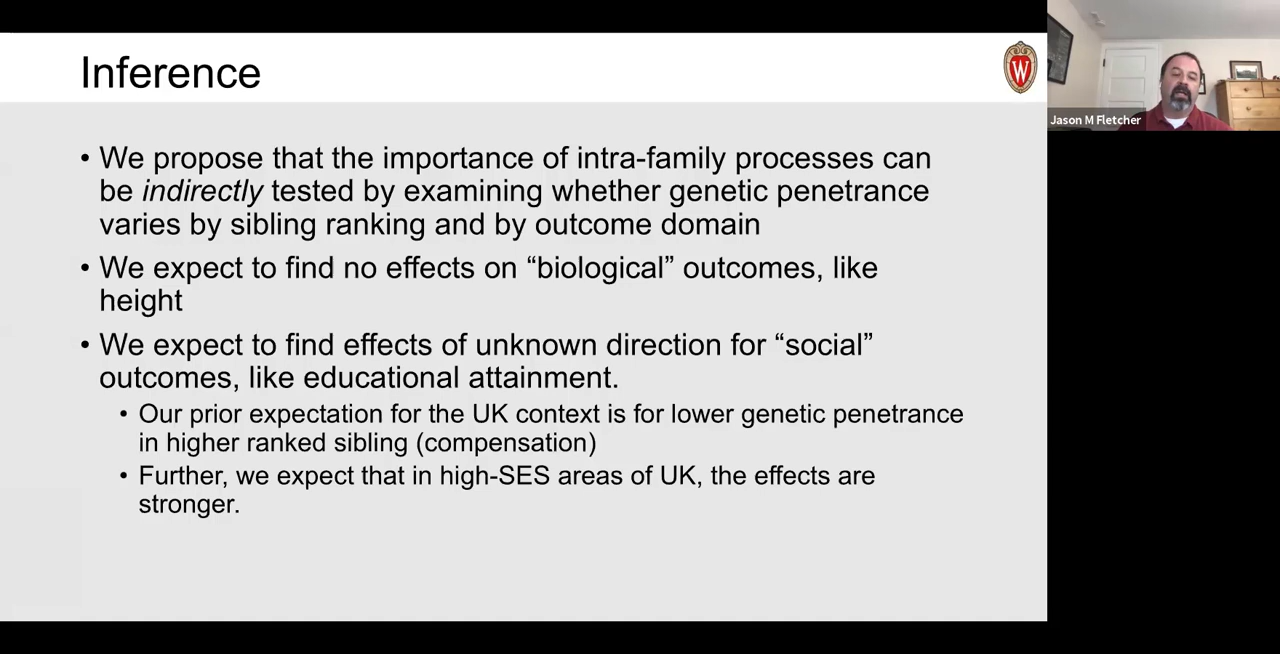 Inference
W
Jason M Fletcher
• We propose that the importance of intra-family processes can
be indirectly tested by examining whether genetic penetrance
varies by sibling ranking and by outcome domain
• We expect to find no effects on “biological” outcomes, like
height
• We expect to find effects of unknown direction for “social”
outcomes, like educational attainment.
• Our prior expectation for the UK context is for lower genetic penetrance
in higher ranked sibling (compensation)
• Further, we expect that in high-SES areas of UK, the effects are
stronger.